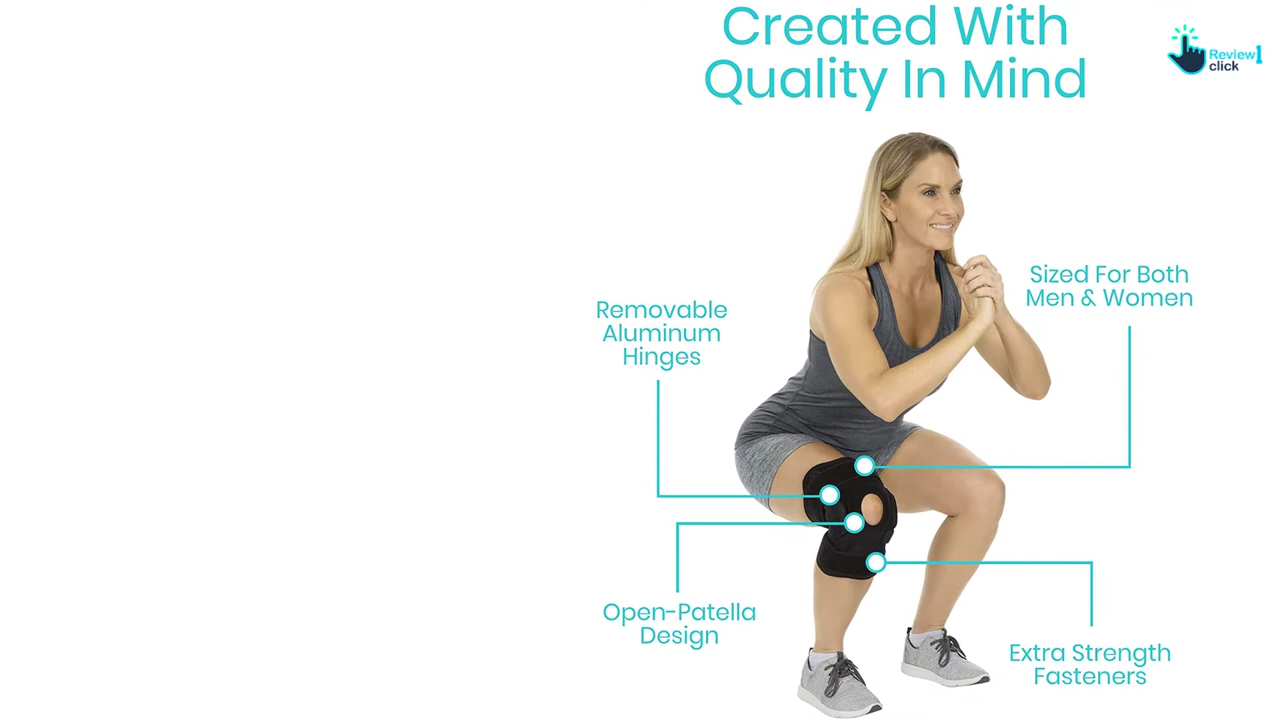 Created With
Quality In Mind
Review1
click
Sized For Both
Men & Women
Removable
Aluminum
Hinges
Open-Patella
Design
Extra Strength
Fasteners